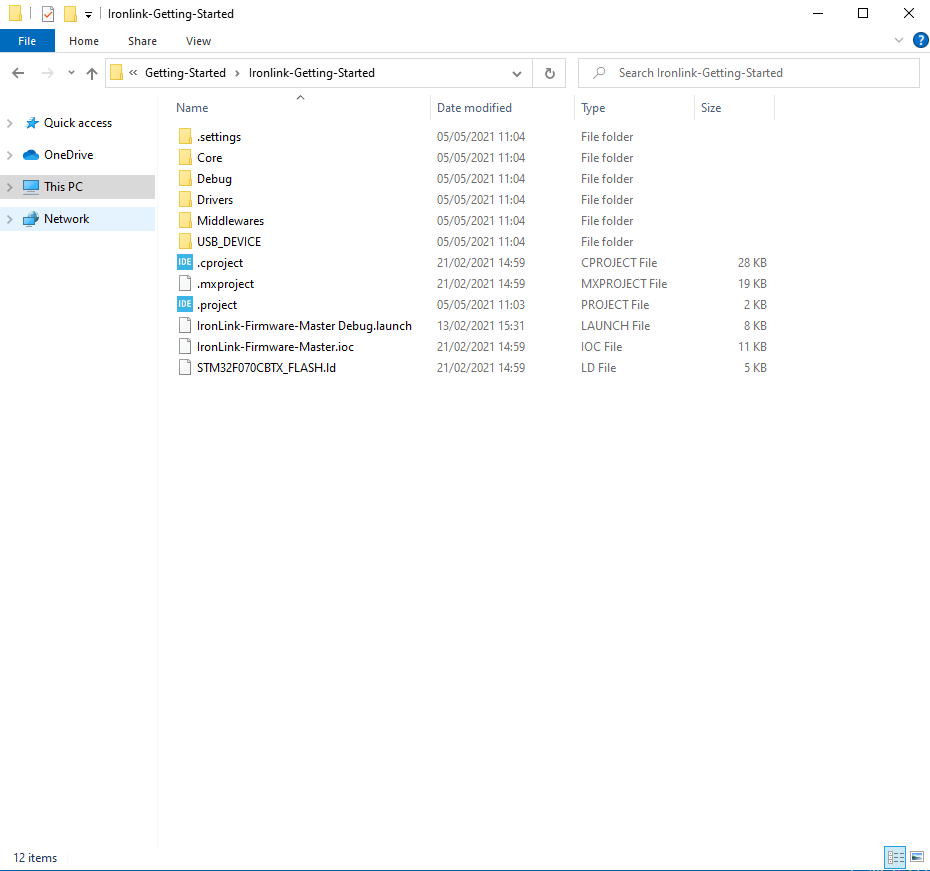 Ironlink-Getting-Started
File Home Share View ?
« Getting-Started › Ironlink-Getting-Started Search Ironlink-Getting-Started
Name Date modified Type Size
Quick access
OneDrive
This PC
Network
.settings 05/05/2021 11:04 File folder
Core 05/05/2021 11:04 File folder
Debug 05/05/2021 11:04 File folder
Drivers 05/05/2021 11:04 File folder
Middlewares 05/05/2021 11:04 File folder
USB_DEVICE 05/05/2021 11:04 File folder
IDE .cproject 21/02/2021 14:59 CPROJECT File 28 KB
.mxproject 21/02/2021 14:59 MXPROJECT File 19 KB
IDE .project 05/05/2021 11:03 PROJECT File 2 KB
IronLink-Firmware-Master Debug.launch 13/02/2021 15:31 LAUNCH File 8 KB
IronLink-Firmware-Master.ioc 21/02/2021 14:59 IOC File 11 KB
STM32F070CBTX_FLASH.ld 21/02/2021 14:59 LD File 5 KB
12 items